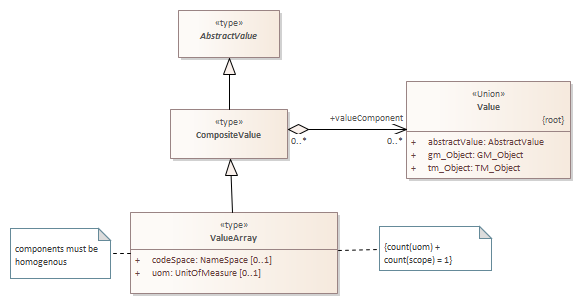 «type»
AbstractValue
«type»
CompositeValue
+valueComponent
0..*
0..*
«Union»
Value
{root}
+ abstractValue: AbstractValue
+ gm_Object: GM_Object
+ tm_Object: TM_Object
«type»
ValueArray
+ codeSpace: NameSpace [0..1]
+ uom: UnitOfMeasure [0..1]
components must be
homogenous
{count(uom) +
count(scope) = 1}